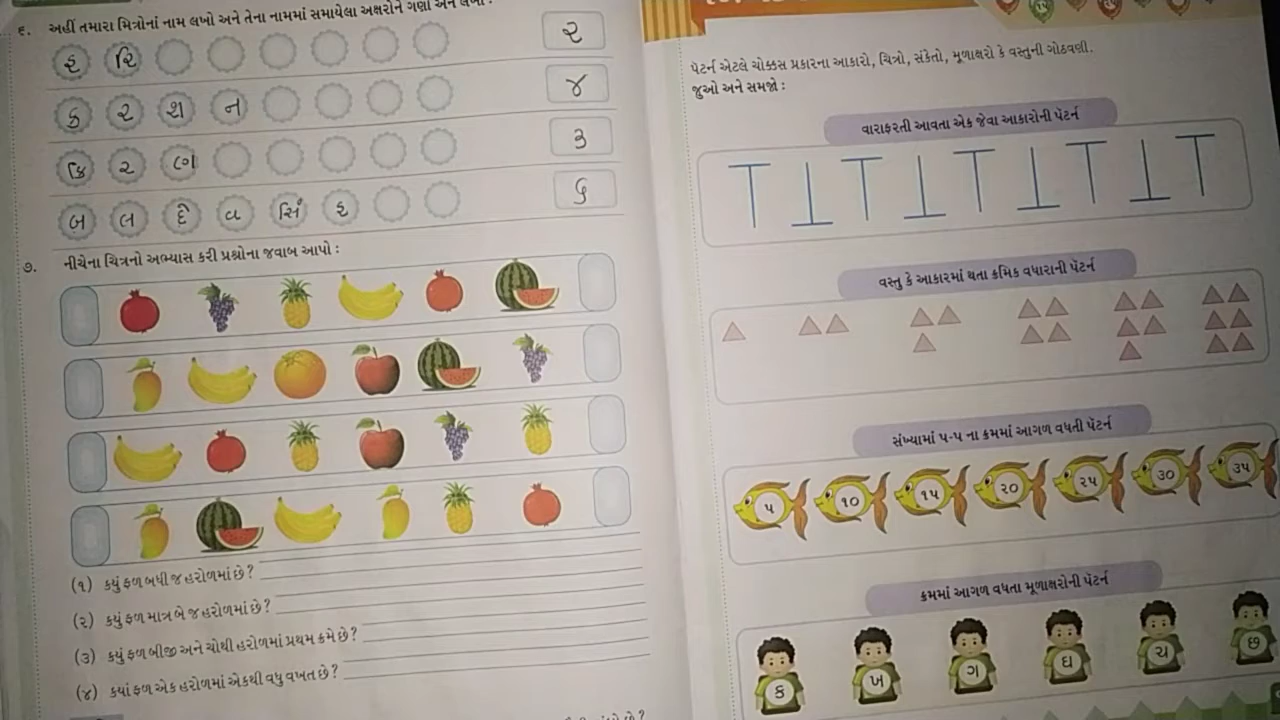 ૬. અહીં તમારા મિત્રોનાં નામ લખો અને તેના નામમાં સમાયેલા અક્ષરોને ગણી અને લખો :
હ રિ ૨
કુ ૨ શ ન ૪
કિ ૨ ણ ૩
બ લ દે વ સિં હ ૬
૭. નીચેના ચિત્રનો અભ્યાસ કરી પ્રશ્નોના જવાબ આપો :
(૧) કયું ફળ બધી જ હરોળમાં છે?
(૨) કયું ફળ માત્ર બે જ હરોળમાં છે?
(૩) કયું ફળ બીજી અને ચોથી હરોળમાં પ્રથમ ક્રમે છે?
(૪) કયાં ફળ એક હરોળમાં એકથી વધુ વખત છે?
પૅટર્ન એટલે ચોક્કસ પ્રકારના આકારો, ચિત્રો, સંકેતો, મૂળાક્ષરો કે વસ્તુની ગોઠવણી.
જુઓ અને સમજો :
વારાફરતી આવતા એક જેવા આકારોની પૅટર્ન
વસ્તુ કે આકારમાં થતા ક્રમિક વધારાની પૅટર્ન
સંખ્યામાં ૫-૫ ના ક્રમમાં આગળ વધતી પૅટર્ન
૫ ૧૦ ૧૫ ૨૦ ૨૫ ૩૦ ૩૫
ક્રમમાં આગળ વધતા મૂળાક્ષરોની પૅટર્ન
ક ખ ગ ઘ ચ છ